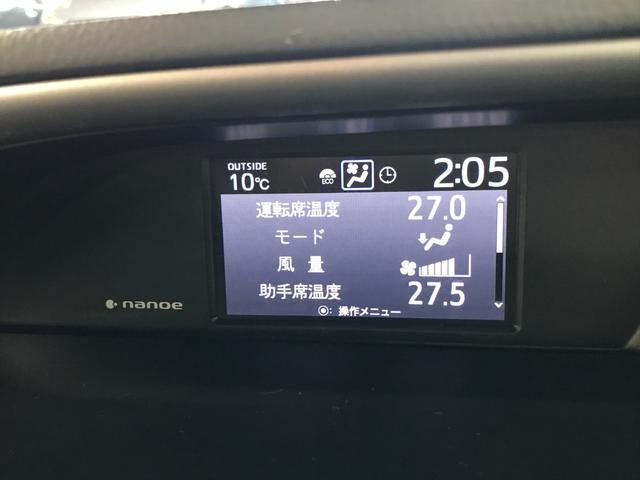 OUTSIDE
10℃ ECO 2:05
運転席温度 27.0
モード
風量
助手席温度 27.5
◉: 操作メニュー
nanoe